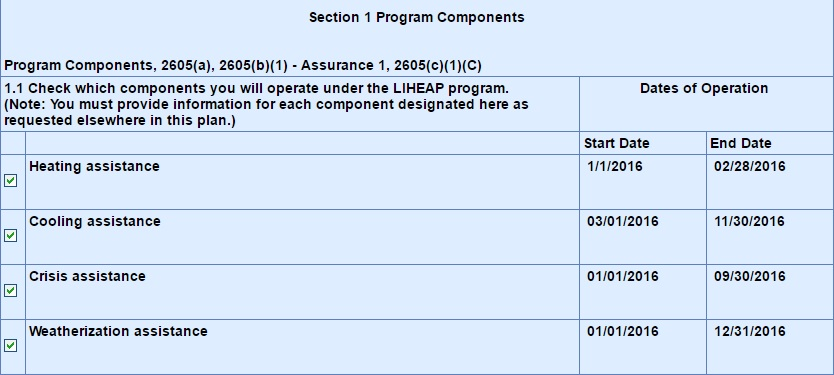 Section 1 Program Components
Program Components, 2605(a), 2605(b)(1) - Assurance 1, 2605(c)(1)(C)
1.1 Check which components you will operate under the LIHEAP program.
(Note: You must provide information for each component designated here as
requested elsewhere in this plan.)
Dates of Operation
Start Date End Date
Heating assistance 1/1/2016 02/28/2016
Cooling assistance 03/01/2016 11/30/2016
Crisis assistance 01/01/2016 09/30/2016
Weatherization assistance 01/01/2016 12/31/2016